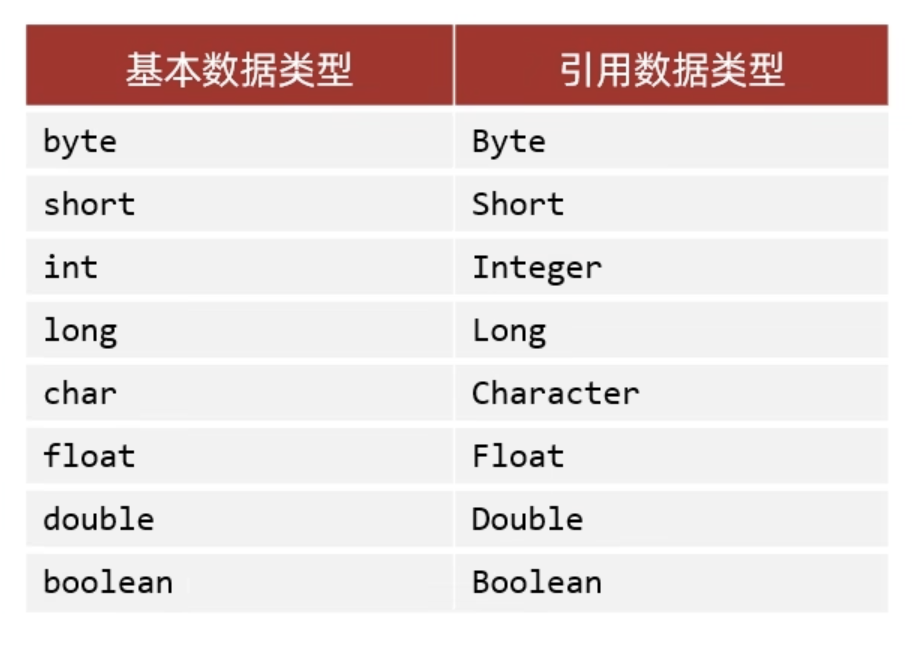 基本数据类型 引用数据类型
byte Byte
short Short
int Integer
long Long
char Character
float Float
double Double
boolean Boolean